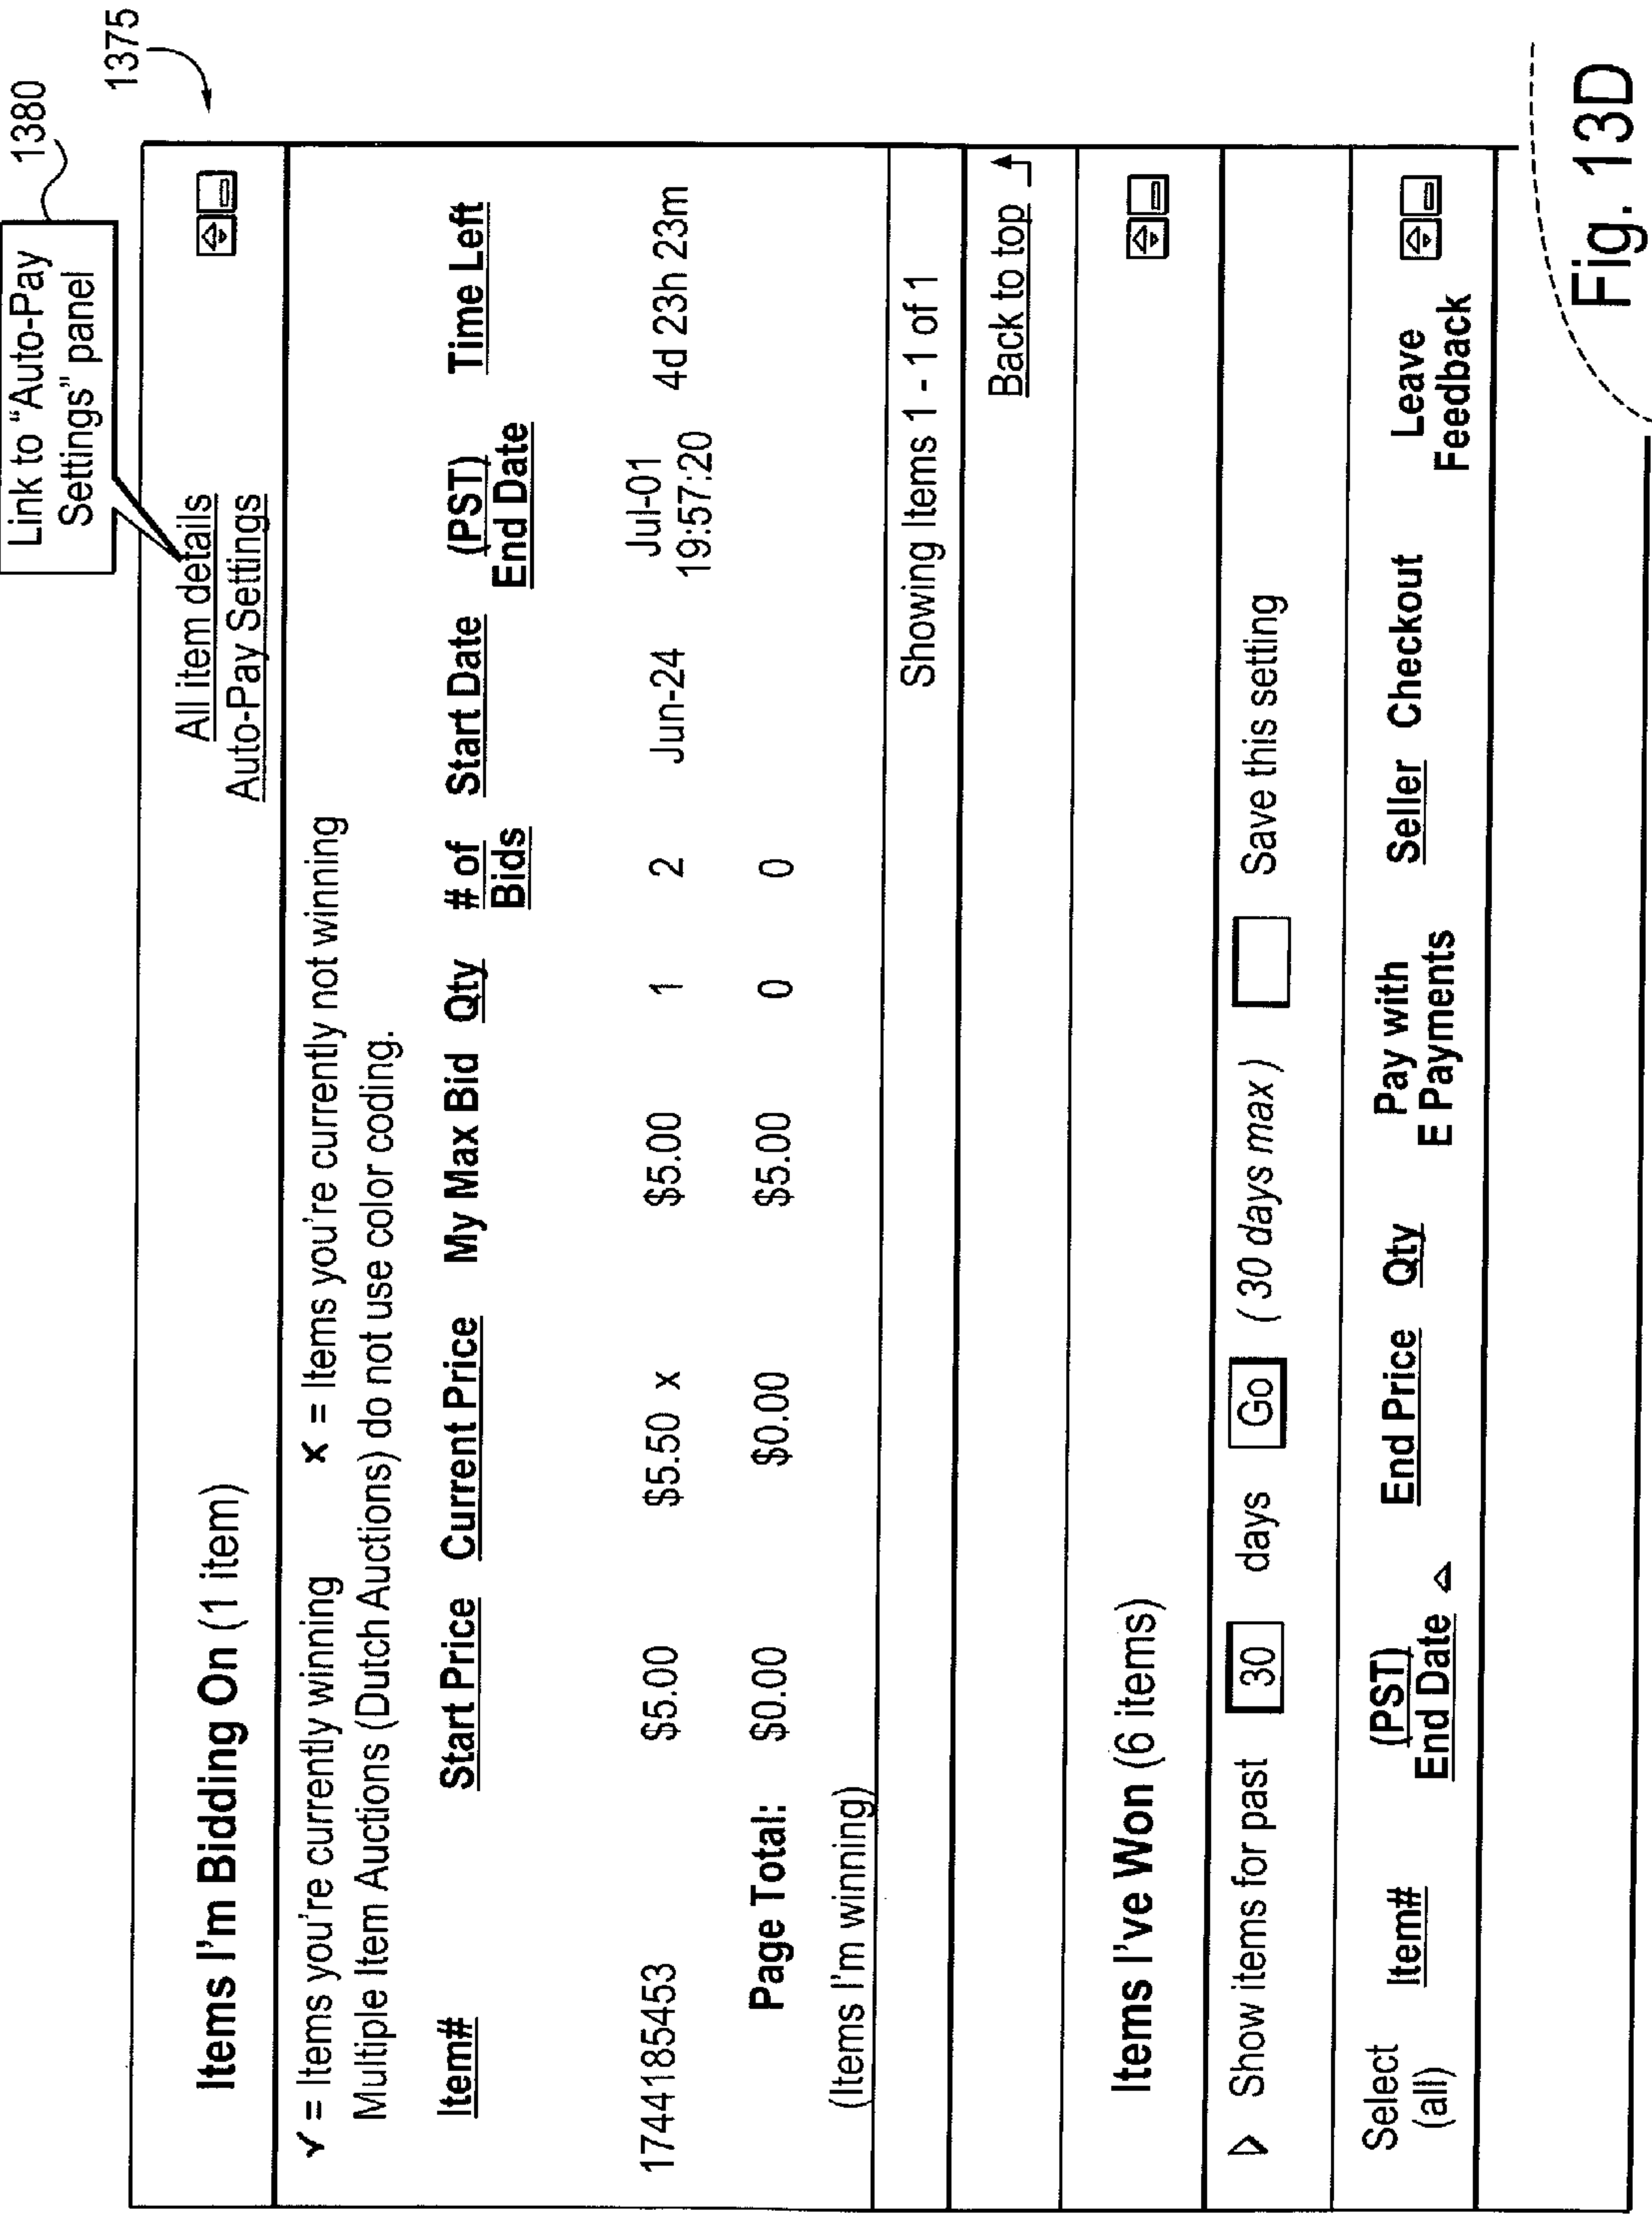 Link to "Auto-Pay
Settings" panel
1380
1375
Items I'm Bidding On (1 item)
All item details
Auto-Pay Settings
✓ = Items you're currently winning x = Items you're currently not winning
Multiple Item Auctions (Dutch Auctions) do not use color coding.
Item# Start Price Current Price My Max Bid Qty # of Bids Start Date (PST) End Date Time Left
1744185453 $5.00 $5.50 x $5.00 1 2 Jun-24 Jul-01 19:57:20 4d 23h 23m
Page Total: $0.00 $0.00 $5.00 0 0
(Items I'm winning)
Showing Items 1 - 1 of 1
Back to top
Items I've Won (6 items)
Show items for past 30 days Go (30 days max) Save this setting
Select (all) Item# (PST) End Date End Price Qty Pay with E Payments Seller Checkout Leave Feedback
Fig. 13D